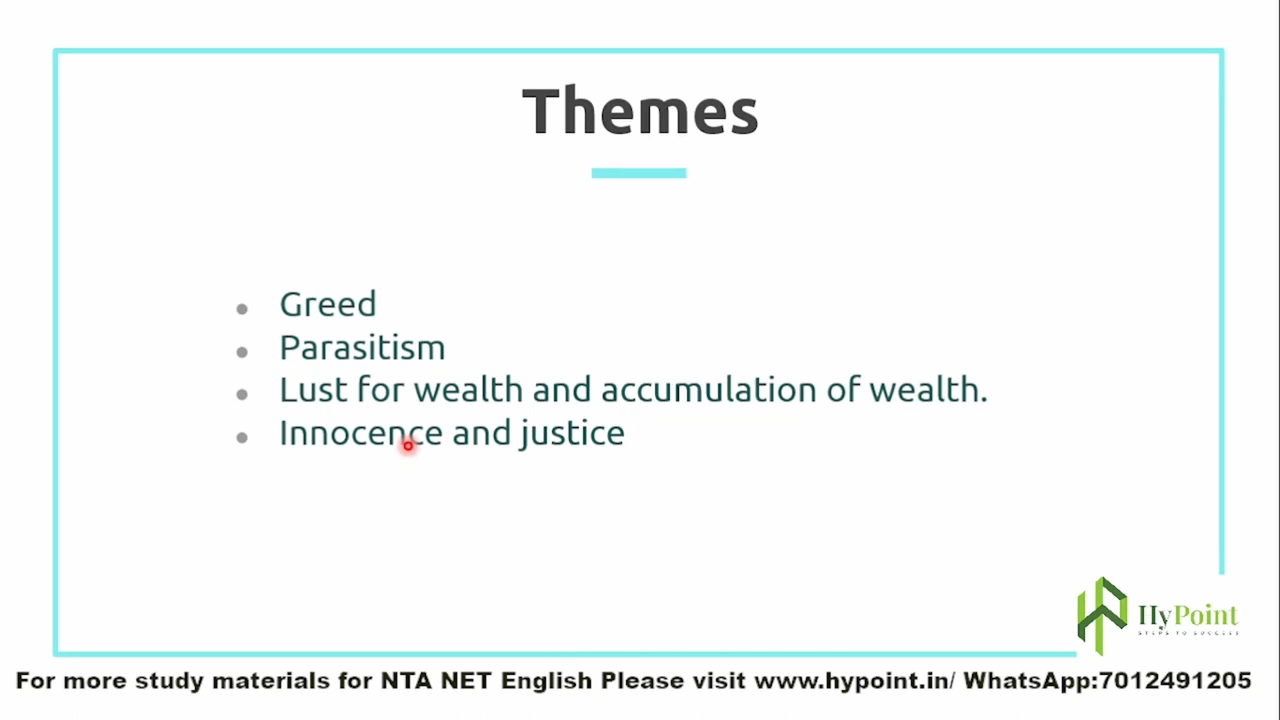 Themes
Greed
Parasitism
Lust for wealth and accumulation of wealth.
Innocence and justice
HyPoint
STEPS TO SUCCESS
For more study materials for NTA NET English Please visit www.hypoint.in/ WhatsApp:7012491205